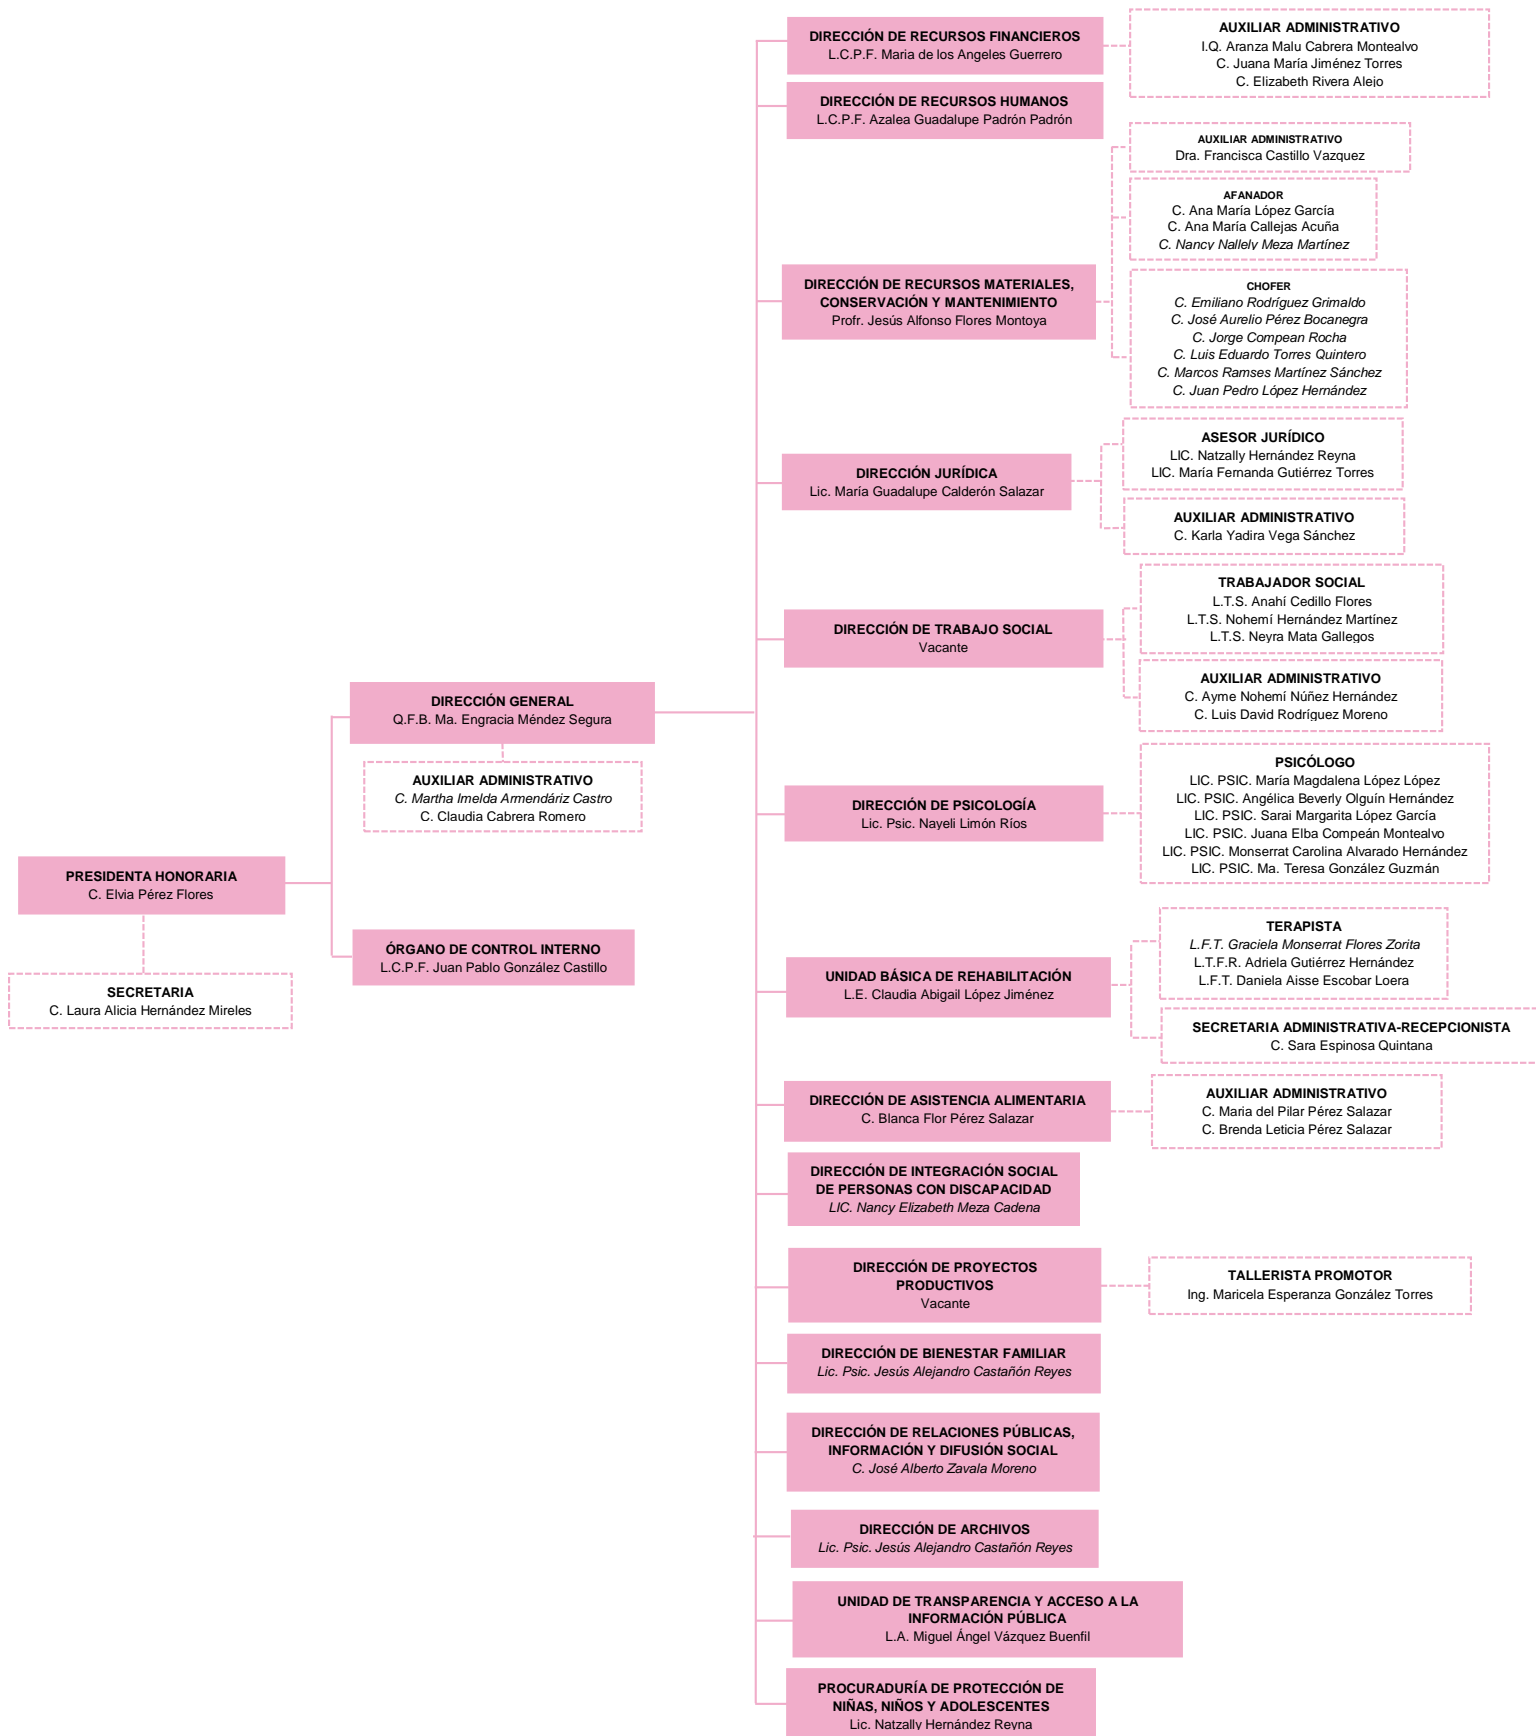 PRESIDENTA HONORARIA
C. Elvia Pérez Flores
SECRETARIA
C. Laura Alicia Hernández Mireles
DIRECCIÓN GENERAL
Q.F.B. Ma. Engracia Méndez Segura
AUXILIAR ADMINISTRATIVO
C. Martha Imelda Armendáriz Castro
C. Claudia Cabrera Romero
ÓRGANO DE CONTROL INTERNO
L.C.P.F. Juan Pablo González Castillo
DIRECCIÓN DE RECURSOS FINANCIEROS
L.C.P.F. Maria de los Angeles Guerrero
AUXILIAR ADMINISTRATIVO
I.Q. Aranza Malu Cabrera Montealvo
C. Juana María Jiménez Torres
C. Elizabeth Rivera Alejo
DIRECCIÓN DE RECURSOS HUMANOS
L.C.P.F. Azalea Guadalupe Padrón Padrón
DIRECCIÓN DE RECURSOS MATERIALES,
CONSERVACIÓN Y MANTENIMIENTO
Profr. Jesús Alfonso Flores Montoya
AUXILIAR ADMINISTRATIVO
Dra. Francisca Castillo Vazquez
AFANADOR
C. Ana María López García
C. Ana María Callejas Acuña
C. Nancy Nallely Meza Martínez
CHOFER
C. Emiliano Rodríguez Grimaldo
C. José Aurelio Pérez Bocanegra
C. Jorge Compean Rocha
C. Luis Eduardo Torres Quintero
C. Marcos Ramses Martínez Sánchez
C. Juan Pedro López Hernández
DIRECCIÓN JURÍDICA
Lic. María Guadalupe Calderón Salazar
ASESOR JURÍDICO
LIC. Natzally Hernández Reyna
LIC. María Fernanda Gutiérrez Torres
AUXILIAR ADMINISTRATIVO
C. Karla Yadira Vega Sánchez
DIRECCIÓN DE TRABAJO SOCIAL
Vacante
TRABAJADOR SOCIAL
L.T.S. Anahí Cedillo Flores
L.T.S. Nohemí Hernández Martínez
L.T.S. Neyra Mata Gallegos
AUXILIAR ADMINISTRATIVO
C. Ayme Nohemí Núñez Hernández
C. Luis David Rodríguez Moreno
DIRECCIÓN DE PSICOLOGÍA
Lic. Psic. Nayeli Limón Ríos
PSICÓLOGO
LIC. PSIC. María Magdalena López López
LIC. PSIC. Angélica Beverly Olguín Hernández
LIC. PSIC. Sarai Margarita López García
LIC. PSIC. Juana Elba Compeán Montealvo
LIC. PSIC. Monserrat Carolina Alvarado Hernández
LIC. PSIC. Ma. Teresa González Guzmán
UNIDAD BÁSICA DE REHABILITACIÓN
L.E. Claudia Abigail López Jiménez
TERAPISTA
L.F.T. Graciela Monserrat Flores Zorita
L.T.F.R. Adriela Gutiérrez Hernández
L.F.T. Daniela Aisse Escobar Loera
SECRETARIA ADMINISTRATIVA-RECEPCIONISTA
C. Sara Espinosa Quintana
DIRECCIÓN DE ASISTENCIA ALIMENTARIA
C. Blanca Flor Pérez Salazar
AUXILIAR ADMINISTRATIVO
C. Maria del Pilar Pérez Salazar
C. Brenda Leticia Pérez Salazar
DIRECCIÓN DE INTEGRACIÓN SOCIAL
DE PERSONAS CON DISCAPACIDAD
LIC. Nancy Elizabeth Meza Cadena
DIRECCIÓN DE PROYECTOS
PRODUCTIVOS
Vacante
TALLERISTA PROMOTOR
Ing. Maricela Esperanza González Torres
DIRECCIÓN DE BIENESTAR FAMILIAR
Lic. Psic. Jesús Alejandro Castañón Reyes
DIRECCIÓN DE RELACIONES PÚBLICAS,
INFORMACIÓN Y DIFUSIÓN SOCIAL
C. José Alberto Zavala Moreno
DIRECCIÓN DE ARCHIVOS
Lic. Psic. Jesús Alejandro Castañón Reyes
UNIDAD DE TRANSPARENCIA Y ACCESO A LA
INFORMACIÓN PÚBLICA
L.A. Miguel Ángel Vázquez Buenfil
PROCURADURÍA DE PROTECCIÓN DE
NIÑAS, NIÑOS Y ADOLESCENTES
Lic. Natzally Hernández Reyna